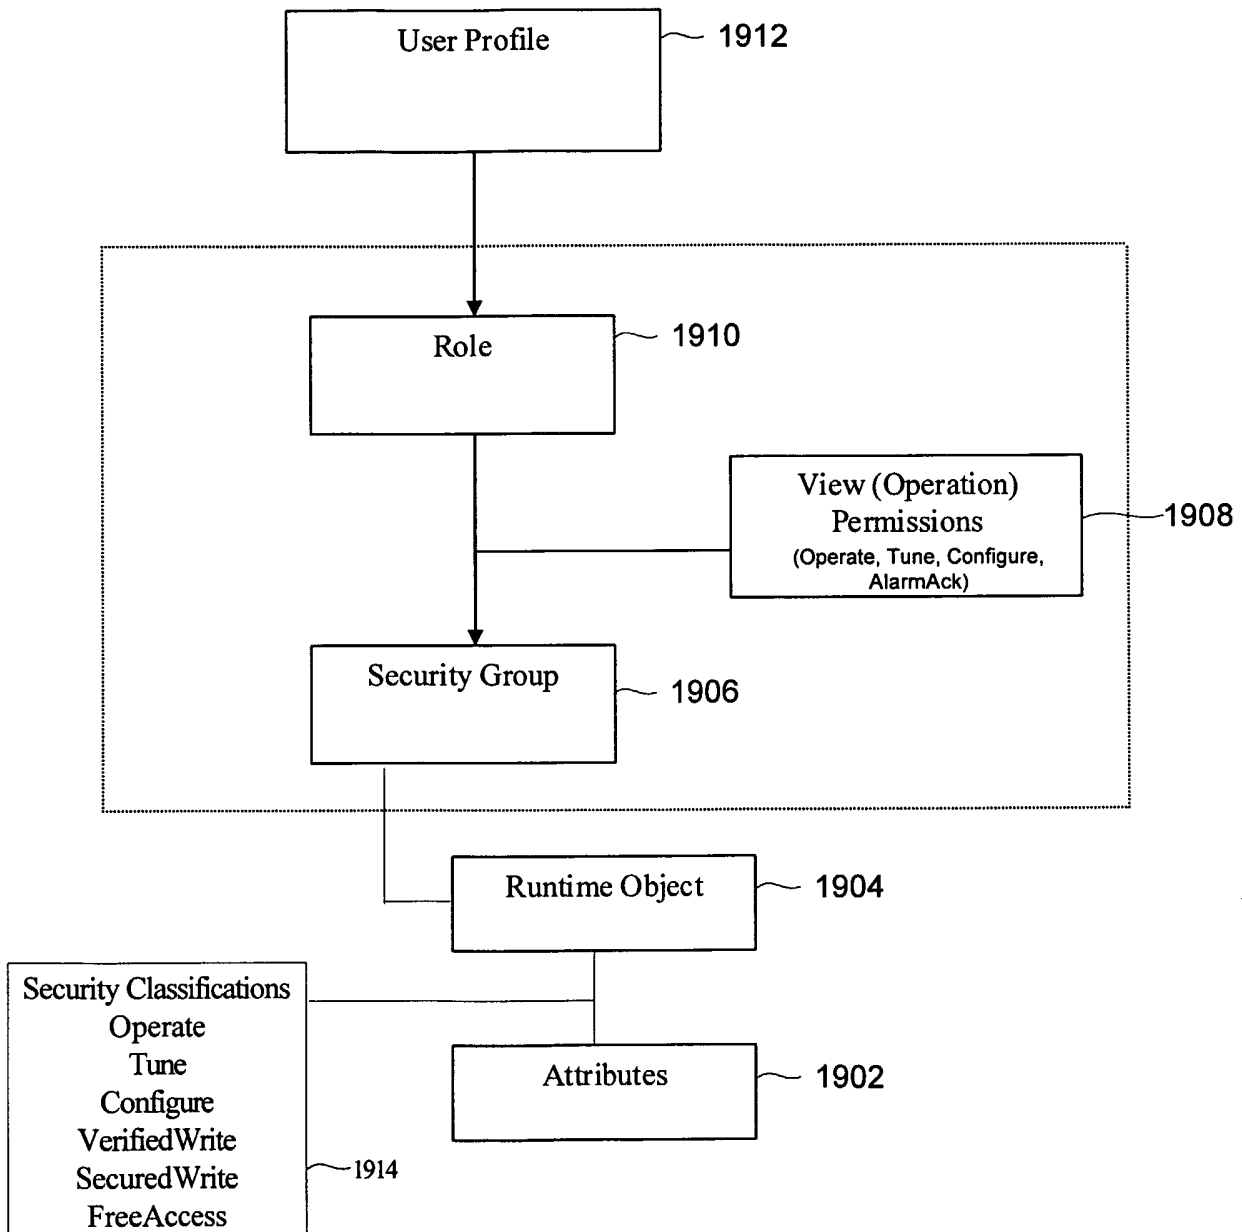 User Profile
1912
Role
1910
View (Operation)
Permissions
(Operate, Tune, Configure,
AlarmAck)
1908
Security Group
1906
Runtime Object
1904
Security Classifications
Operate
Tune
Configure
VerifiedWrite
SecuredWrite
FreeAccess
1914
Attributes
1902